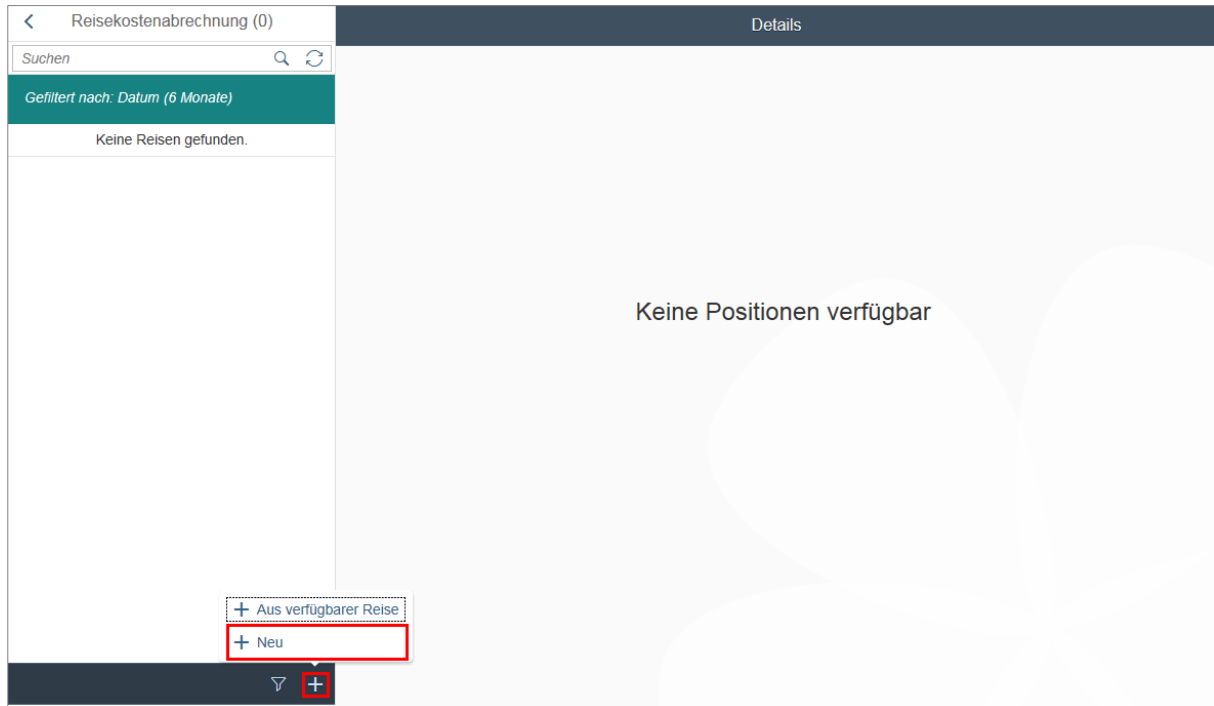 Reisekostenabrechnung (0)
Details
Suchen
Gefiltert nach: Datum (6 Monate)
Keine Reisen gefunden.
Keine Positionen verfügbar
Aus verfügbarer Reise
Neu